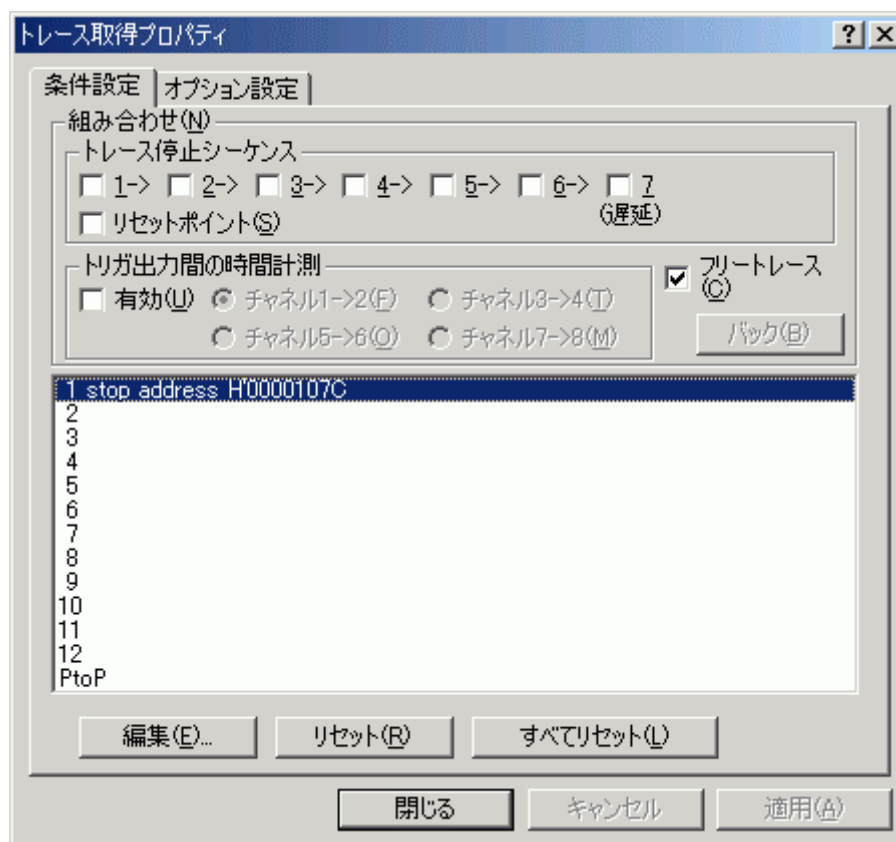 トレース取得プロパティ
条件設定 オプション設定
組み合わせ(N)
トレース停止シーケンス
1-> 2-> 3-> 4-> 5-> 6-> 7
リセットポイント(S) (遅延)
トリガ出力間の時間計測
有効(U) チャネル1->2(F) チャネル3->4(T)
チャネル5->6(O) チャネル7->8(M)
フリートレース
(C)
バック(B)
1 stop address H'0000107C
2
3
4
5
6
7
8
9
10
11
12
PtoP
編集(E)... リセット(R) すべてリセット(L)
閉じる キャンセル 適用(A)